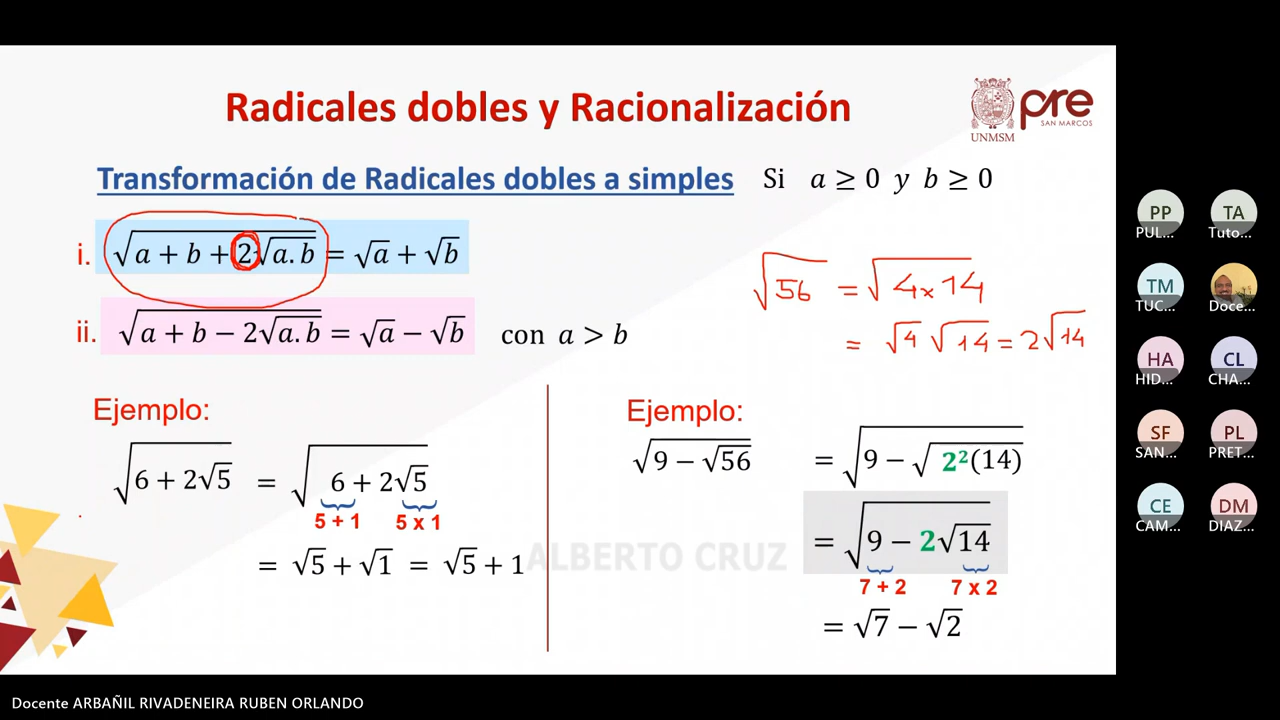 Radicales dobles y Racionalización
pre
SAN MARCOS
UNMSM
Transformación de Radicales dobles a simples Si a ≥ 0 y b ≥ 0
i. √(a + b + 2√(a.b)) = √a + √b
√56 = √(4x14)
= √4 √14 = 2√14
ii. √(a + b − 2√(a.b)) = √a − √b con a > b
Ejemplo:
√(6 + 2√5) = √(6 + 2√5)
5 + 1 5 x 1
= √5 + √1 = √5 + 1
Ejemplo:
√(9 − √56) = √(9 − √(2²(14)))
= √(9 − 2√14)
7 + 2 7 x 2
= √7 − √2
ALBERTO CRUZ
PP TA
PUL... Tuto...
TM
TUC... Doce...
HA CL
HID... CHA...
SF PL
SAN... PRET...
CE DM
CAM... DIAZ...
Docente ARBAÑIL RIVADENEIRA RUBEN ORLANDO